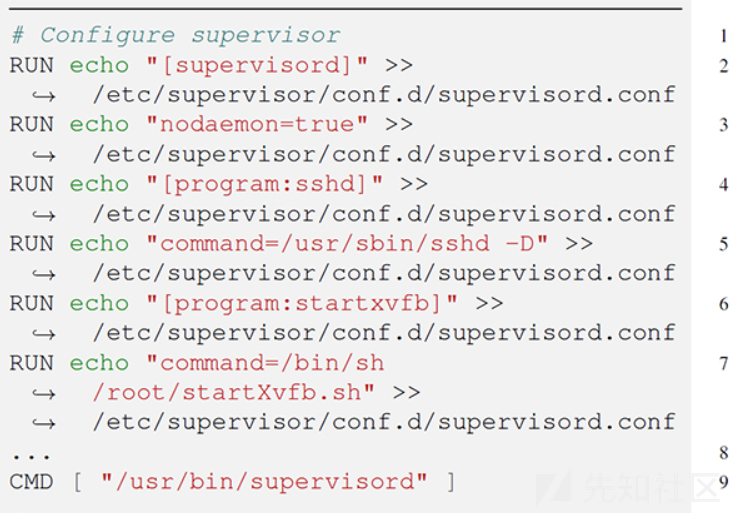 # Configure supervisor 1
RUN echo "[supervisord]" >> 2
↪ /etc/supervisor/conf.d/supervisord.conf
RUN echo "nodaemon=true" >> 3
↪ /etc/supervisor/conf.d/supervisord.conf
RUN echo "[program:sshd]" >> 4
↪ /etc/supervisor/conf.d/supervisord.conf
RUN echo "command=/usr/sbin/sshd -D" >> 5
↪ /etc/supervisor/conf.d/supervisord.conf
RUN echo "[program:startxvfb]" >> 6
↪ /etc/supervisor/conf.d/supervisord.conf
RUN echo "command=/bin/sh 7
↪ /root/startXvfb.sh" >>
↪ /etc/supervisor/conf.d/supervisord.conf
... 8
CMD [ "/usr/bin/supervisord" ] 9
先知社区